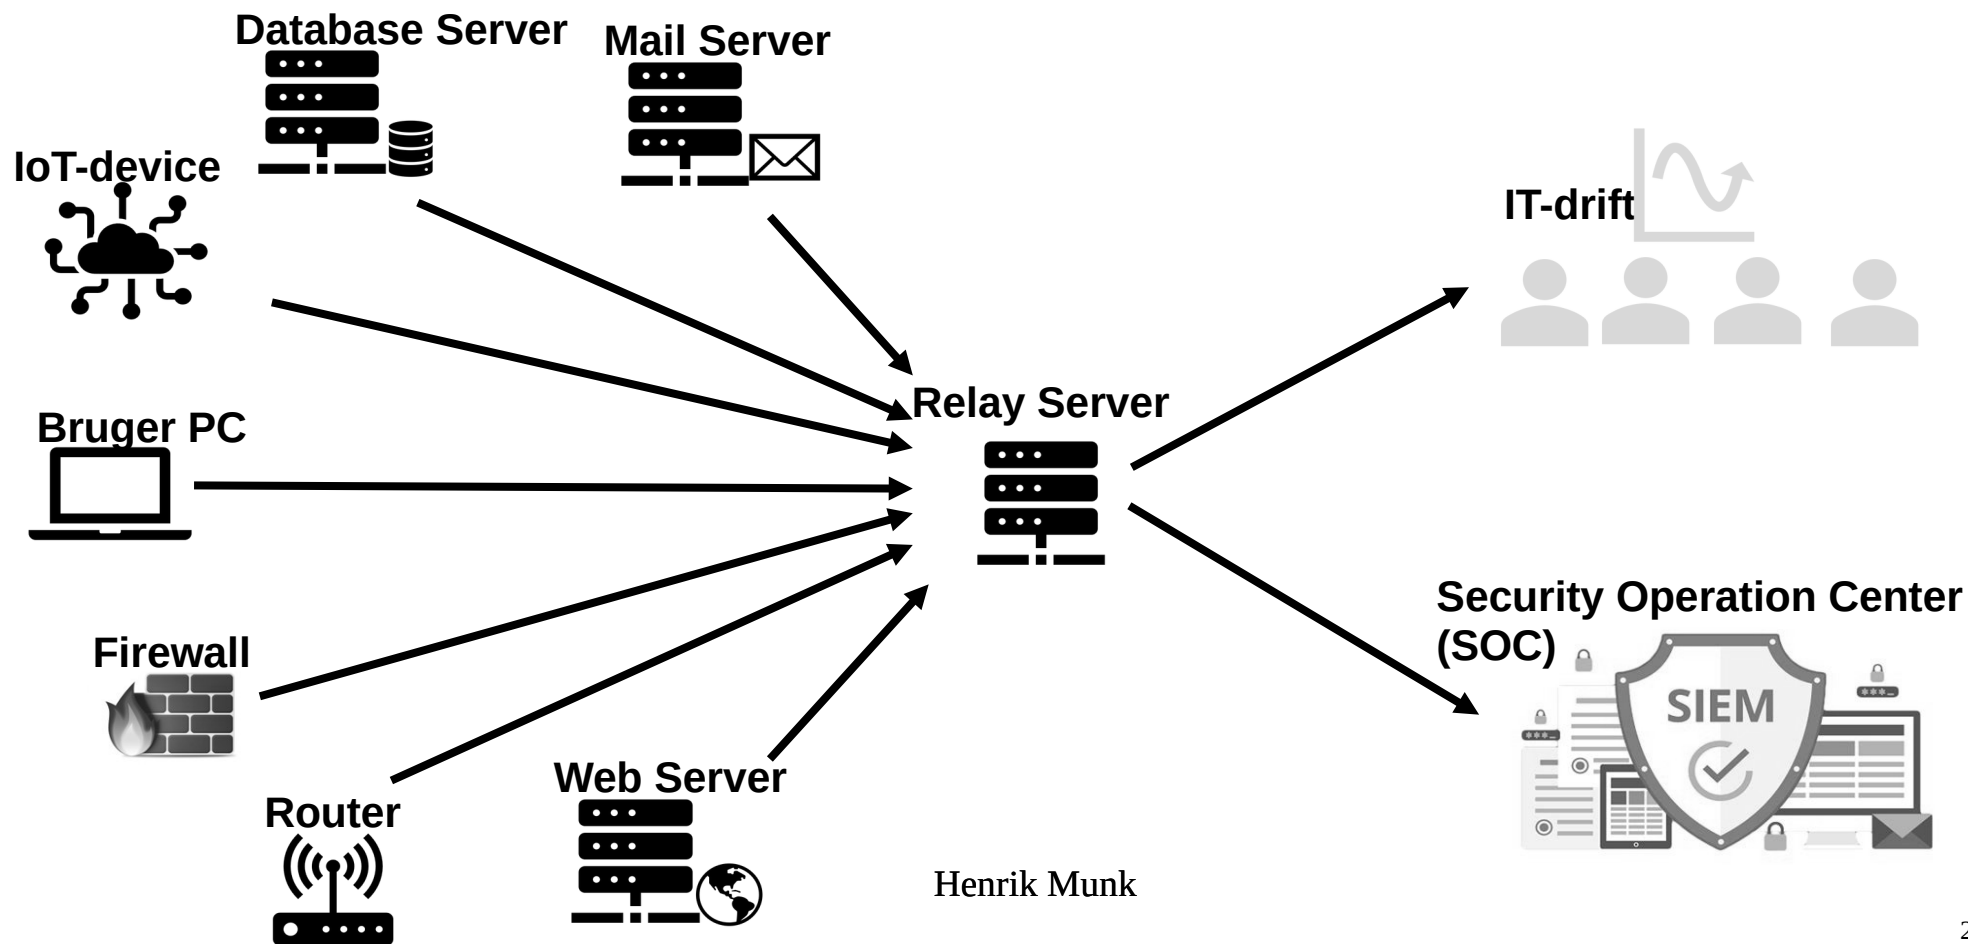 Database Server
Mail Server
IoT-device
IT-drift
Relay Server
Bruger PC
Security Operation Center
(SOC)
Firewall
SIEM
***_
***_
Web Server
Router
Henrik Munk
2